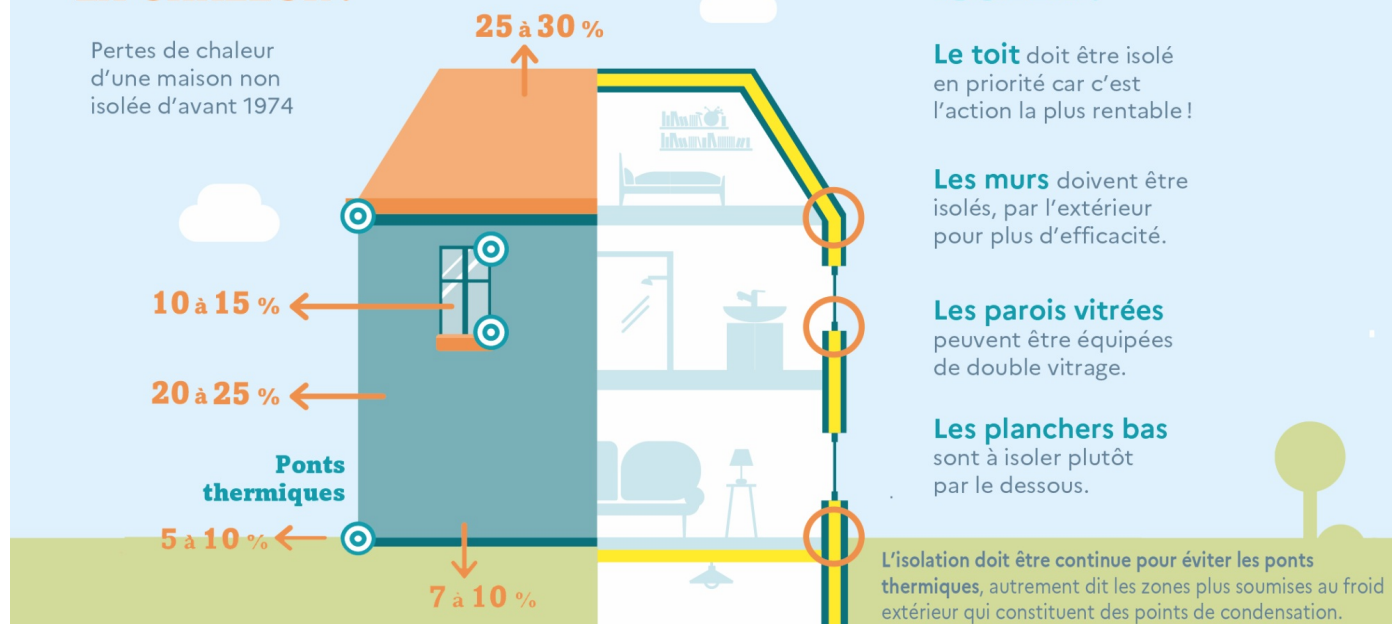 25 à 30 %
Pertes de chaleur
d'une maison non
isolée d'avant 1974
10 à 15 %
20 à 25 %
Ponts
thermiques
5 à 10 %
7 à 10 %
Le toit doit être isolé
en priorité car c'est
l'action la plus rentable !
Les murs doivent être
isolés, par l'extérieur
pour plus d'efficacité.
Les parois vitrées
peuvent être équipées
de double vitrage.
Les planchers bas
sont à isoler plutôt
par le dessous.
L'isolation doit être continue pour éviter les ponts
thermiques, autrement dit les zones plus soumises au froid
extérieur qui constituent des points de condensation.